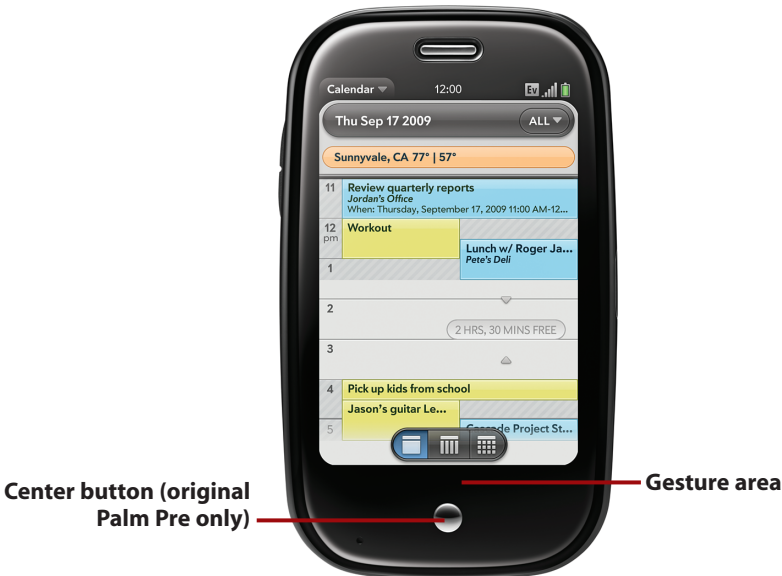 Calendar 12:00 Ev
Thu Sep 17 2009 ALL
Sunnyvale, CA 77° | 57°
11 Review quarterly reports
Jordan's Office
When: Thursday, September 17, 2009 11:00 AM-12...
12 Workout
pm
Lunch w/ Roger Ja...
Pete's Deli
1
2
2 HRS, 30 MINS FREE
3
4 Pick up kids from school
Jason's guitar Le...
5 Cascade Project St...
Center button (original
Palm Pre only)
Gesture area